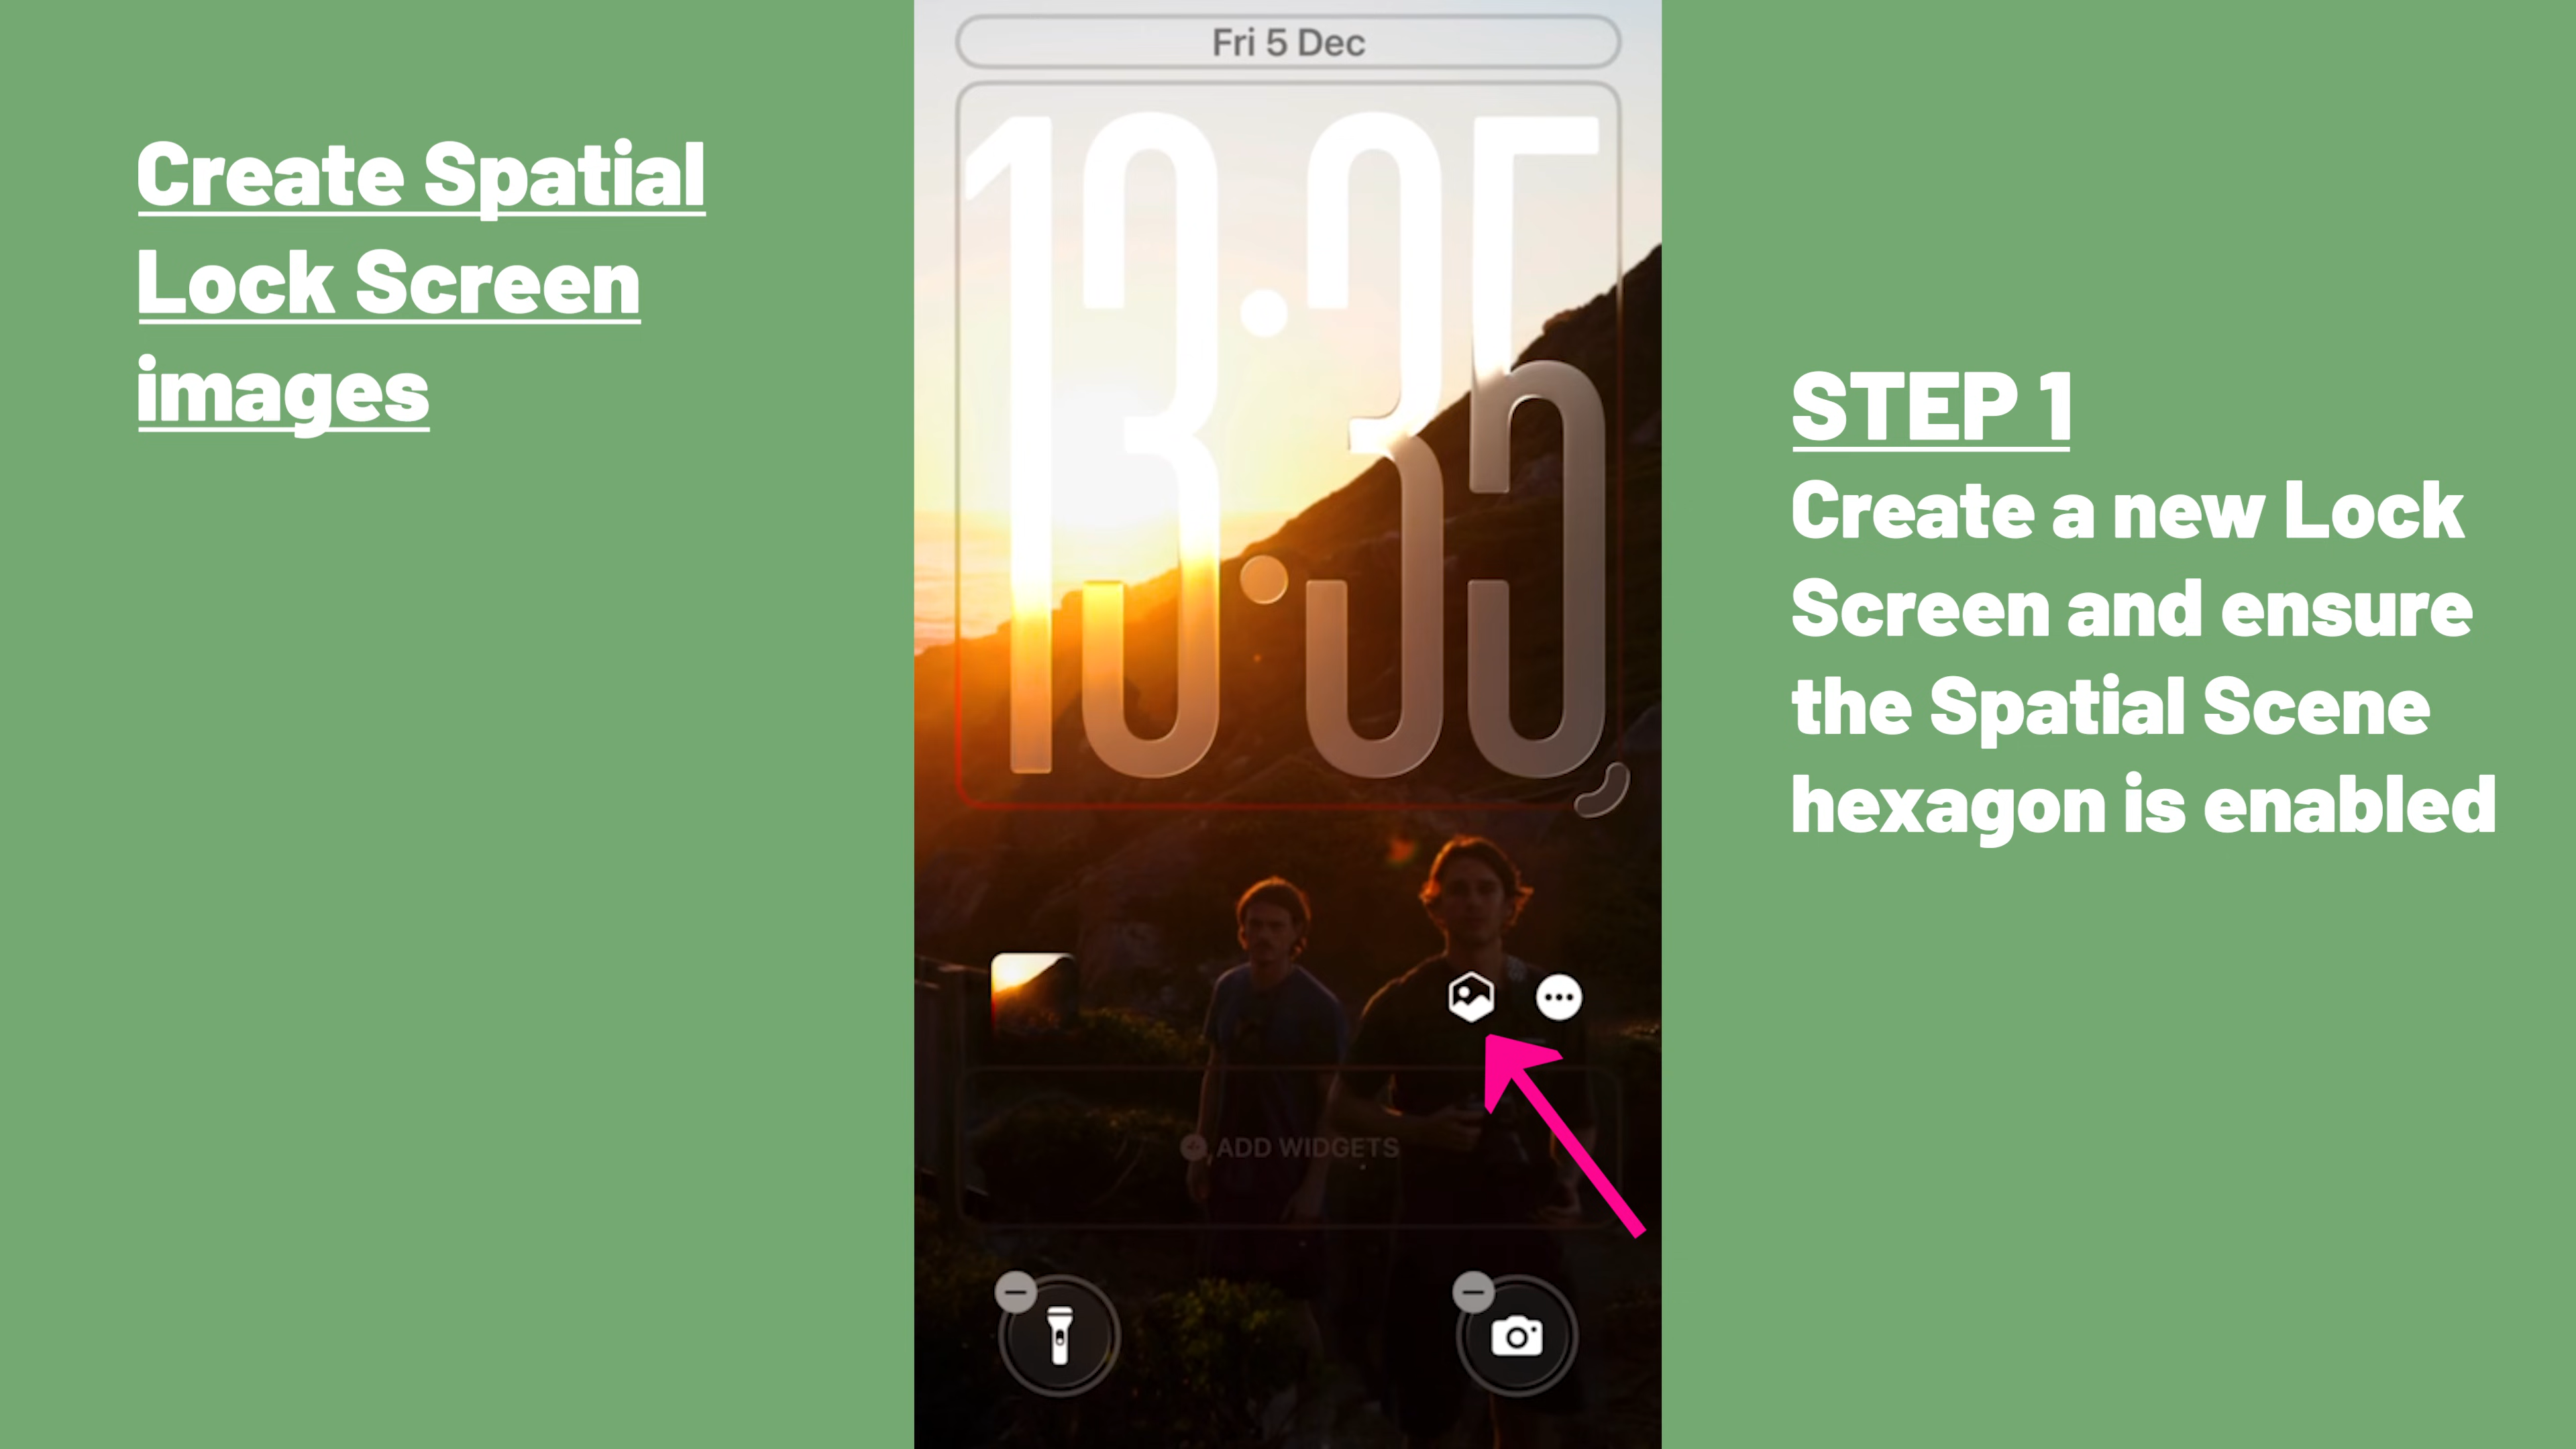 Create Spatial
Lock Screen
images
Fri 5 Dec
13:35
ADD WIDGETS
STEP 1
Create a new Lock
Screen and ensure
the Spatial Scene
hexagon is enabled